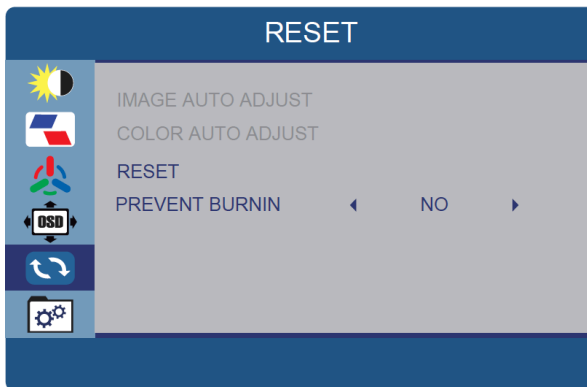 RESET
IMAGE AUTO ADJUST
COLOR AUTO ADJUST
RESET
PREVENT BURNIN NO
OSD